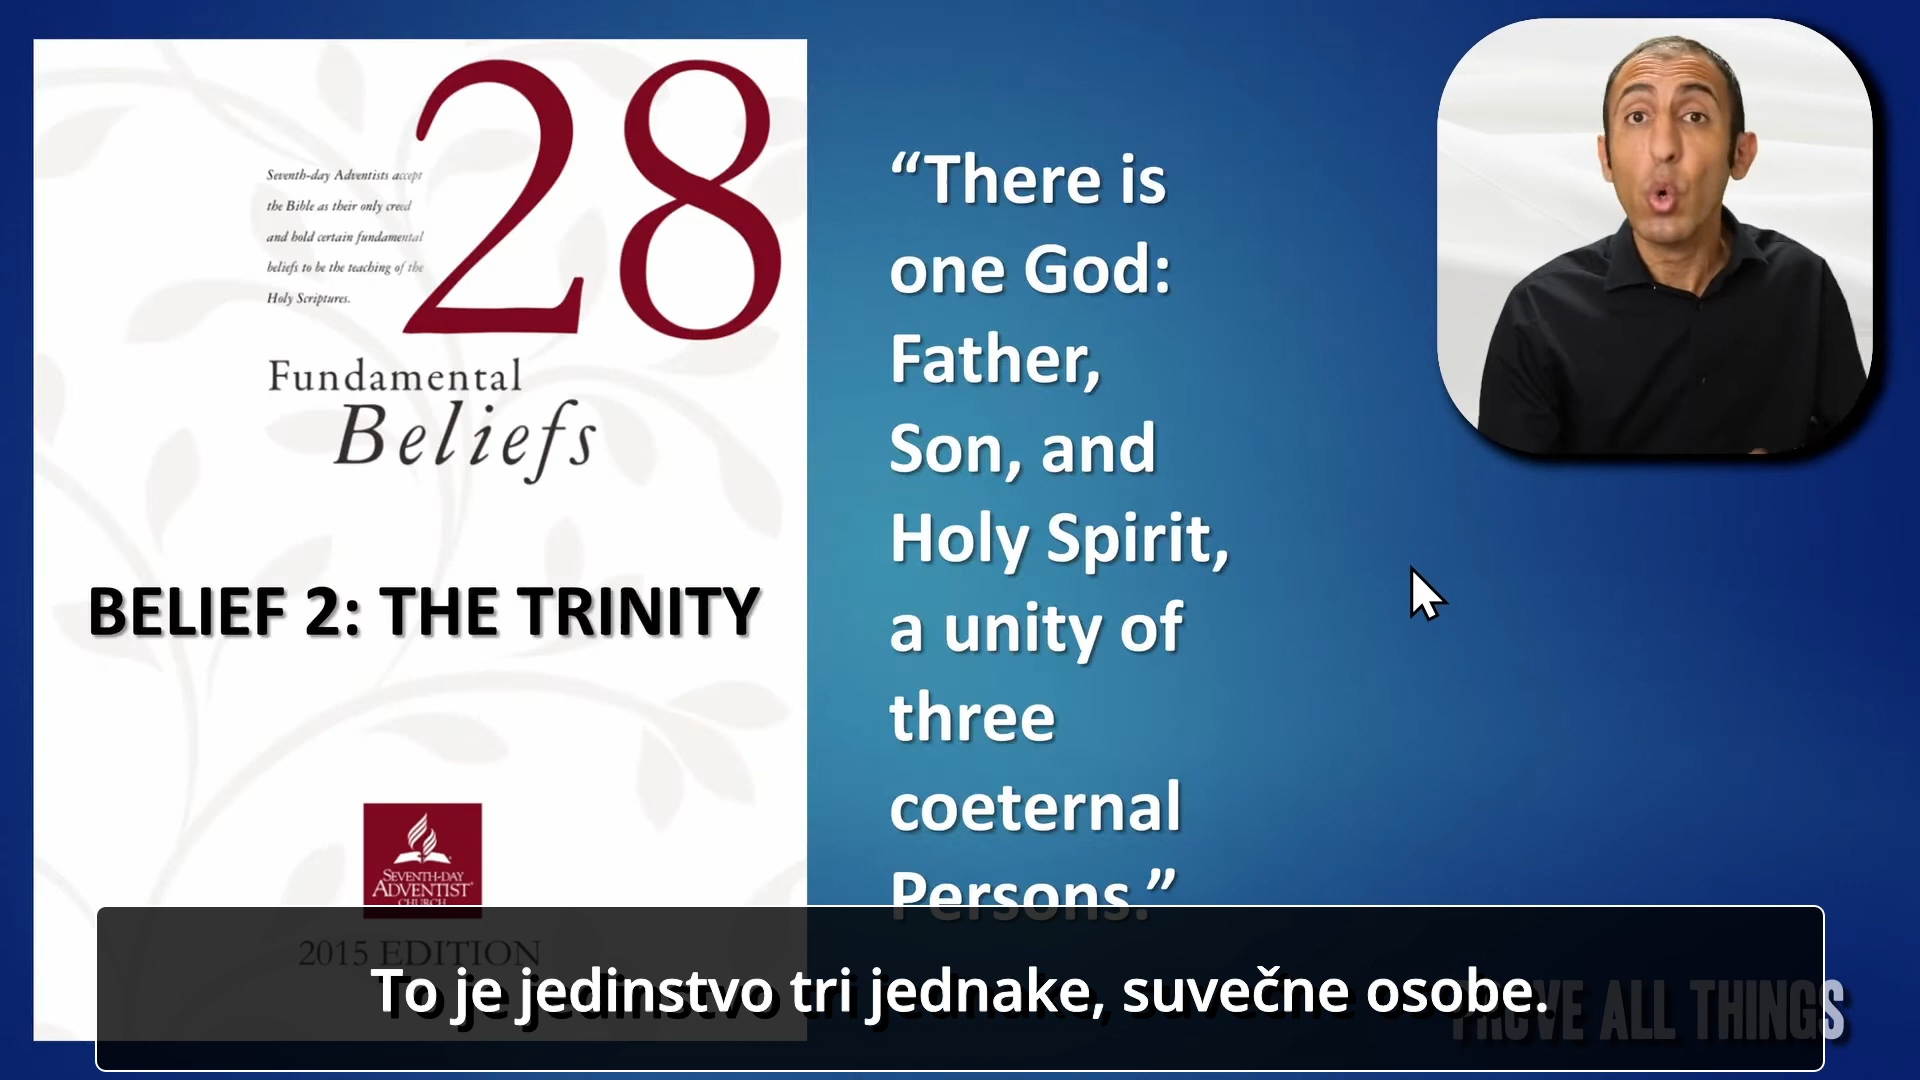 28
Seventh-day Adventists accept
the Bible as their only creed
and hold certain fundamental
beliefs to be the teaching of the
Holy Scriptures.
Fundamental
Beliefs
BELIEF 2: THE TRINITY
SEVENTH-DAY
ADVENTIST
CHURCH
2015 EDITION
“There is
one God:
Father,
Son, and
Holy Spirit,
a unity of
three
coeternal
Persons.”
To je jedinstvo tri jednake, suvečne osobe.
PROVE ALL THINGS